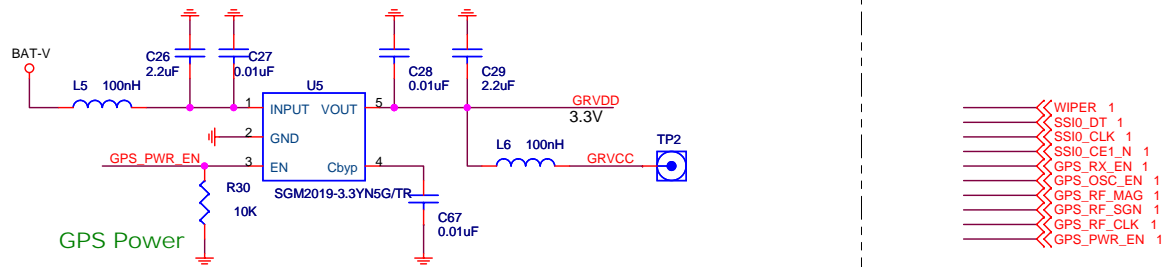 BAT-V
L5 100nH
C26
2.2uF
C27
0.01uF
U5
1 INPUT VOUT 5
2 GND
3 EN Cbyp 4
SGM2019-3.3YN5G/TR
GPS_PWR_EN
R30
10K
C28
0.01uF
C29
2.2uF
GRVDD
3.3V
L6 100nH
GRVCC
TP2
C67
0.01uF
GPS Power
WIPER 1
SSI0_DT 1
SSI0_CLK 1
SSI0_CE1_N 1
GPS_RX_EN 1
GPS_OSC_EN 1
GPS_RF_MAG 1
GPS_RF_SGN 1
GPS_RF_CLK 1
GPS_PWR_EN 1